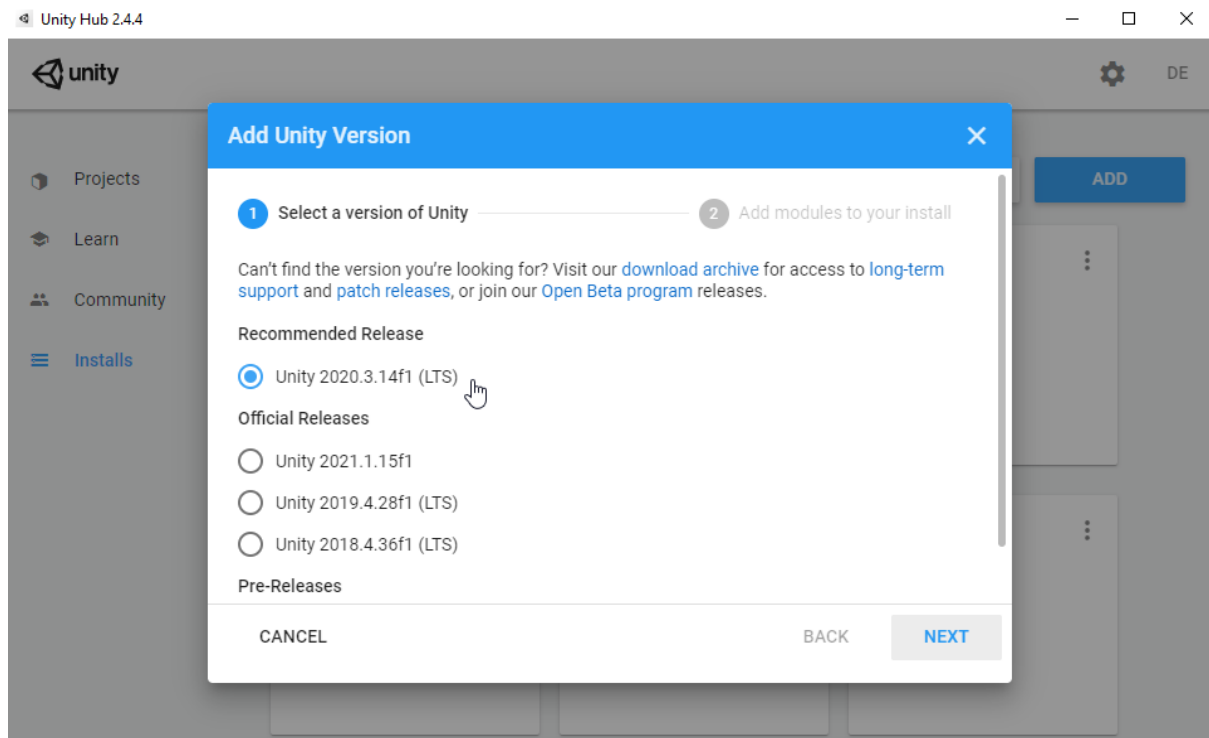 Unity Hub 2.4.4
unity
DE
Add Unity Version
Projects
ADD
1 Select a version of Unity
2 Add modules to your install
Learn
Can't find the version you're looking for? Visit our download archive for access to long-term
support and patch releases, or join our Open Beta program releases.
Community
Recommended Release
Installs
Unity 2020.3.14f1 (LTS)
Official Releases
Unity 2021.1.15f1
Unity 2019.4.28f1 (LTS)
Unity 2018.4.36f1 (LTS)
Pre-Releases
CANCEL
BACK
NEXT